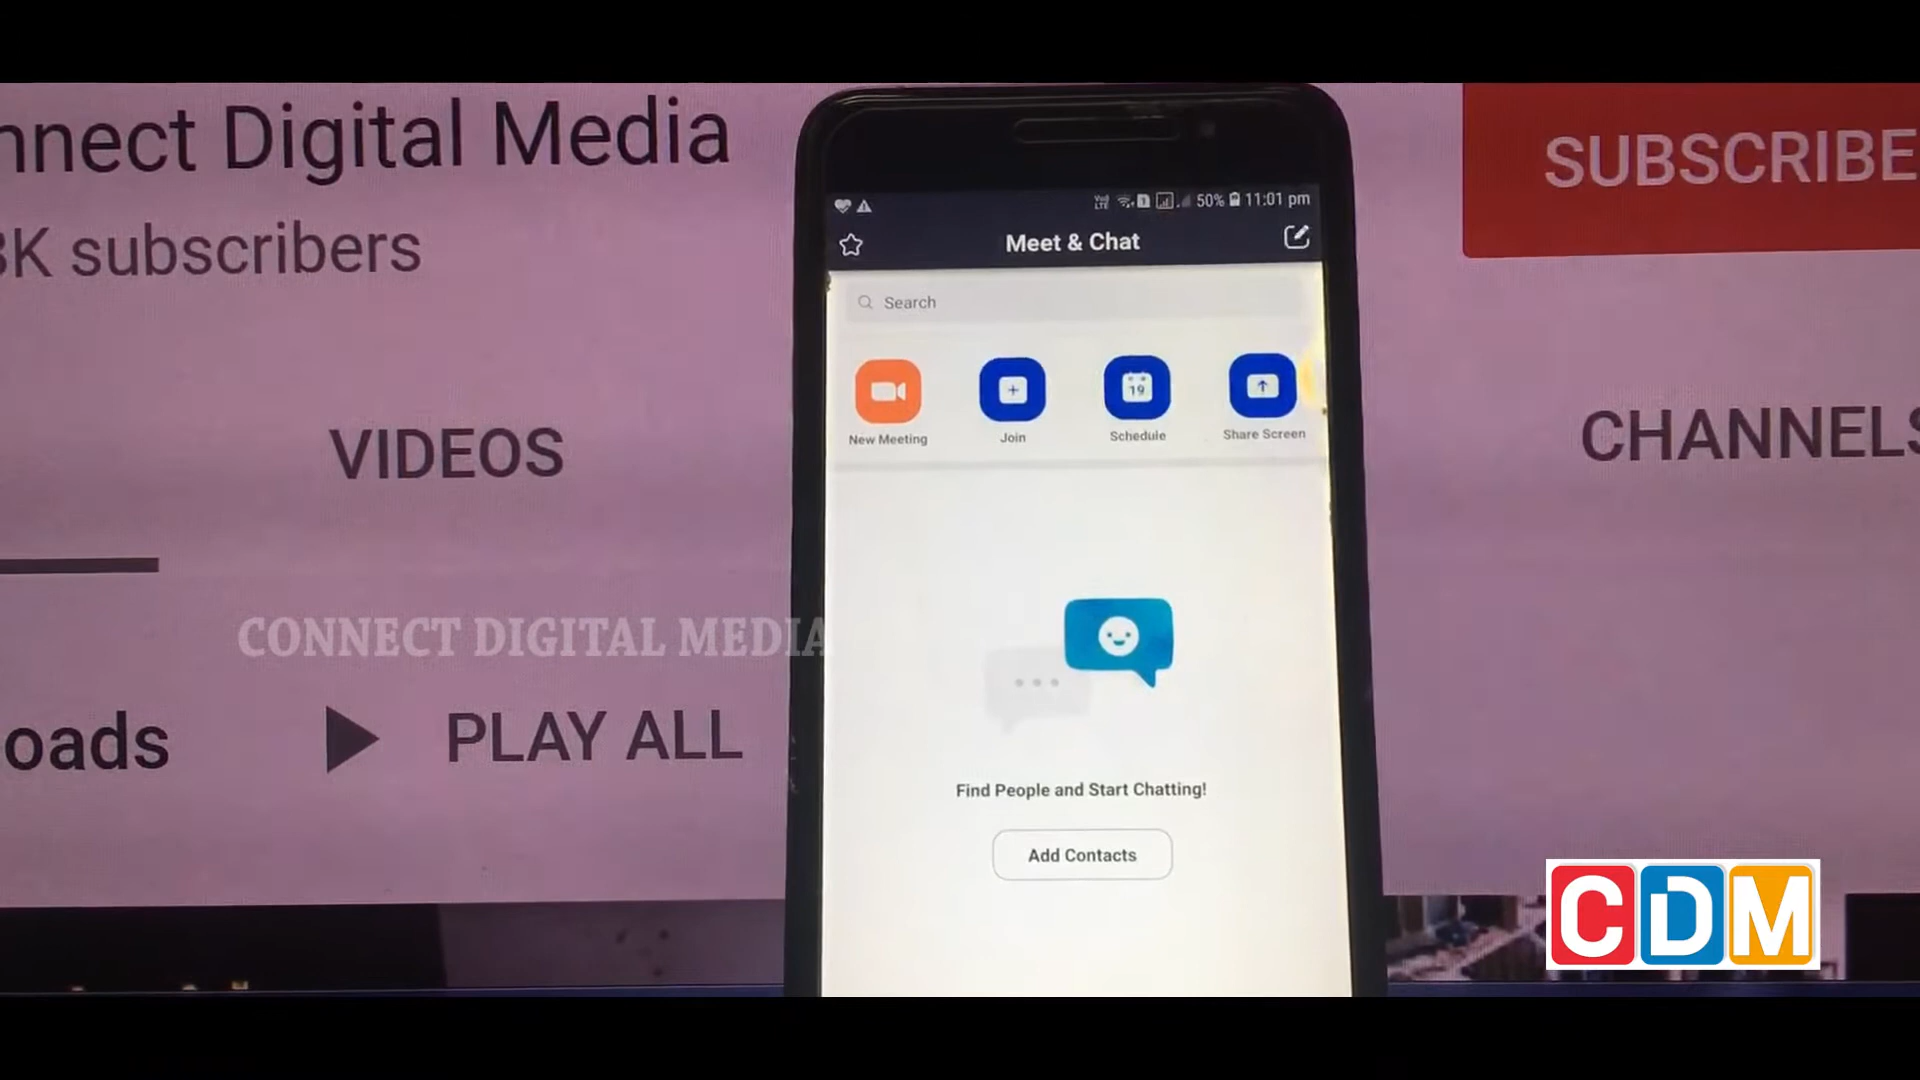 nnect Digital Media
SUBSCRIBE
K subscribers
VIDEOS
CHANNELS
CONNECT DIGITAL MEDIA
oads
PLAY ALL
50% 11:01 pm
Meet & Chat
Search
19
New Meeting
Join
Schedule
Share Screen
Find People and Start Chatting!
Add Contacts
CDM